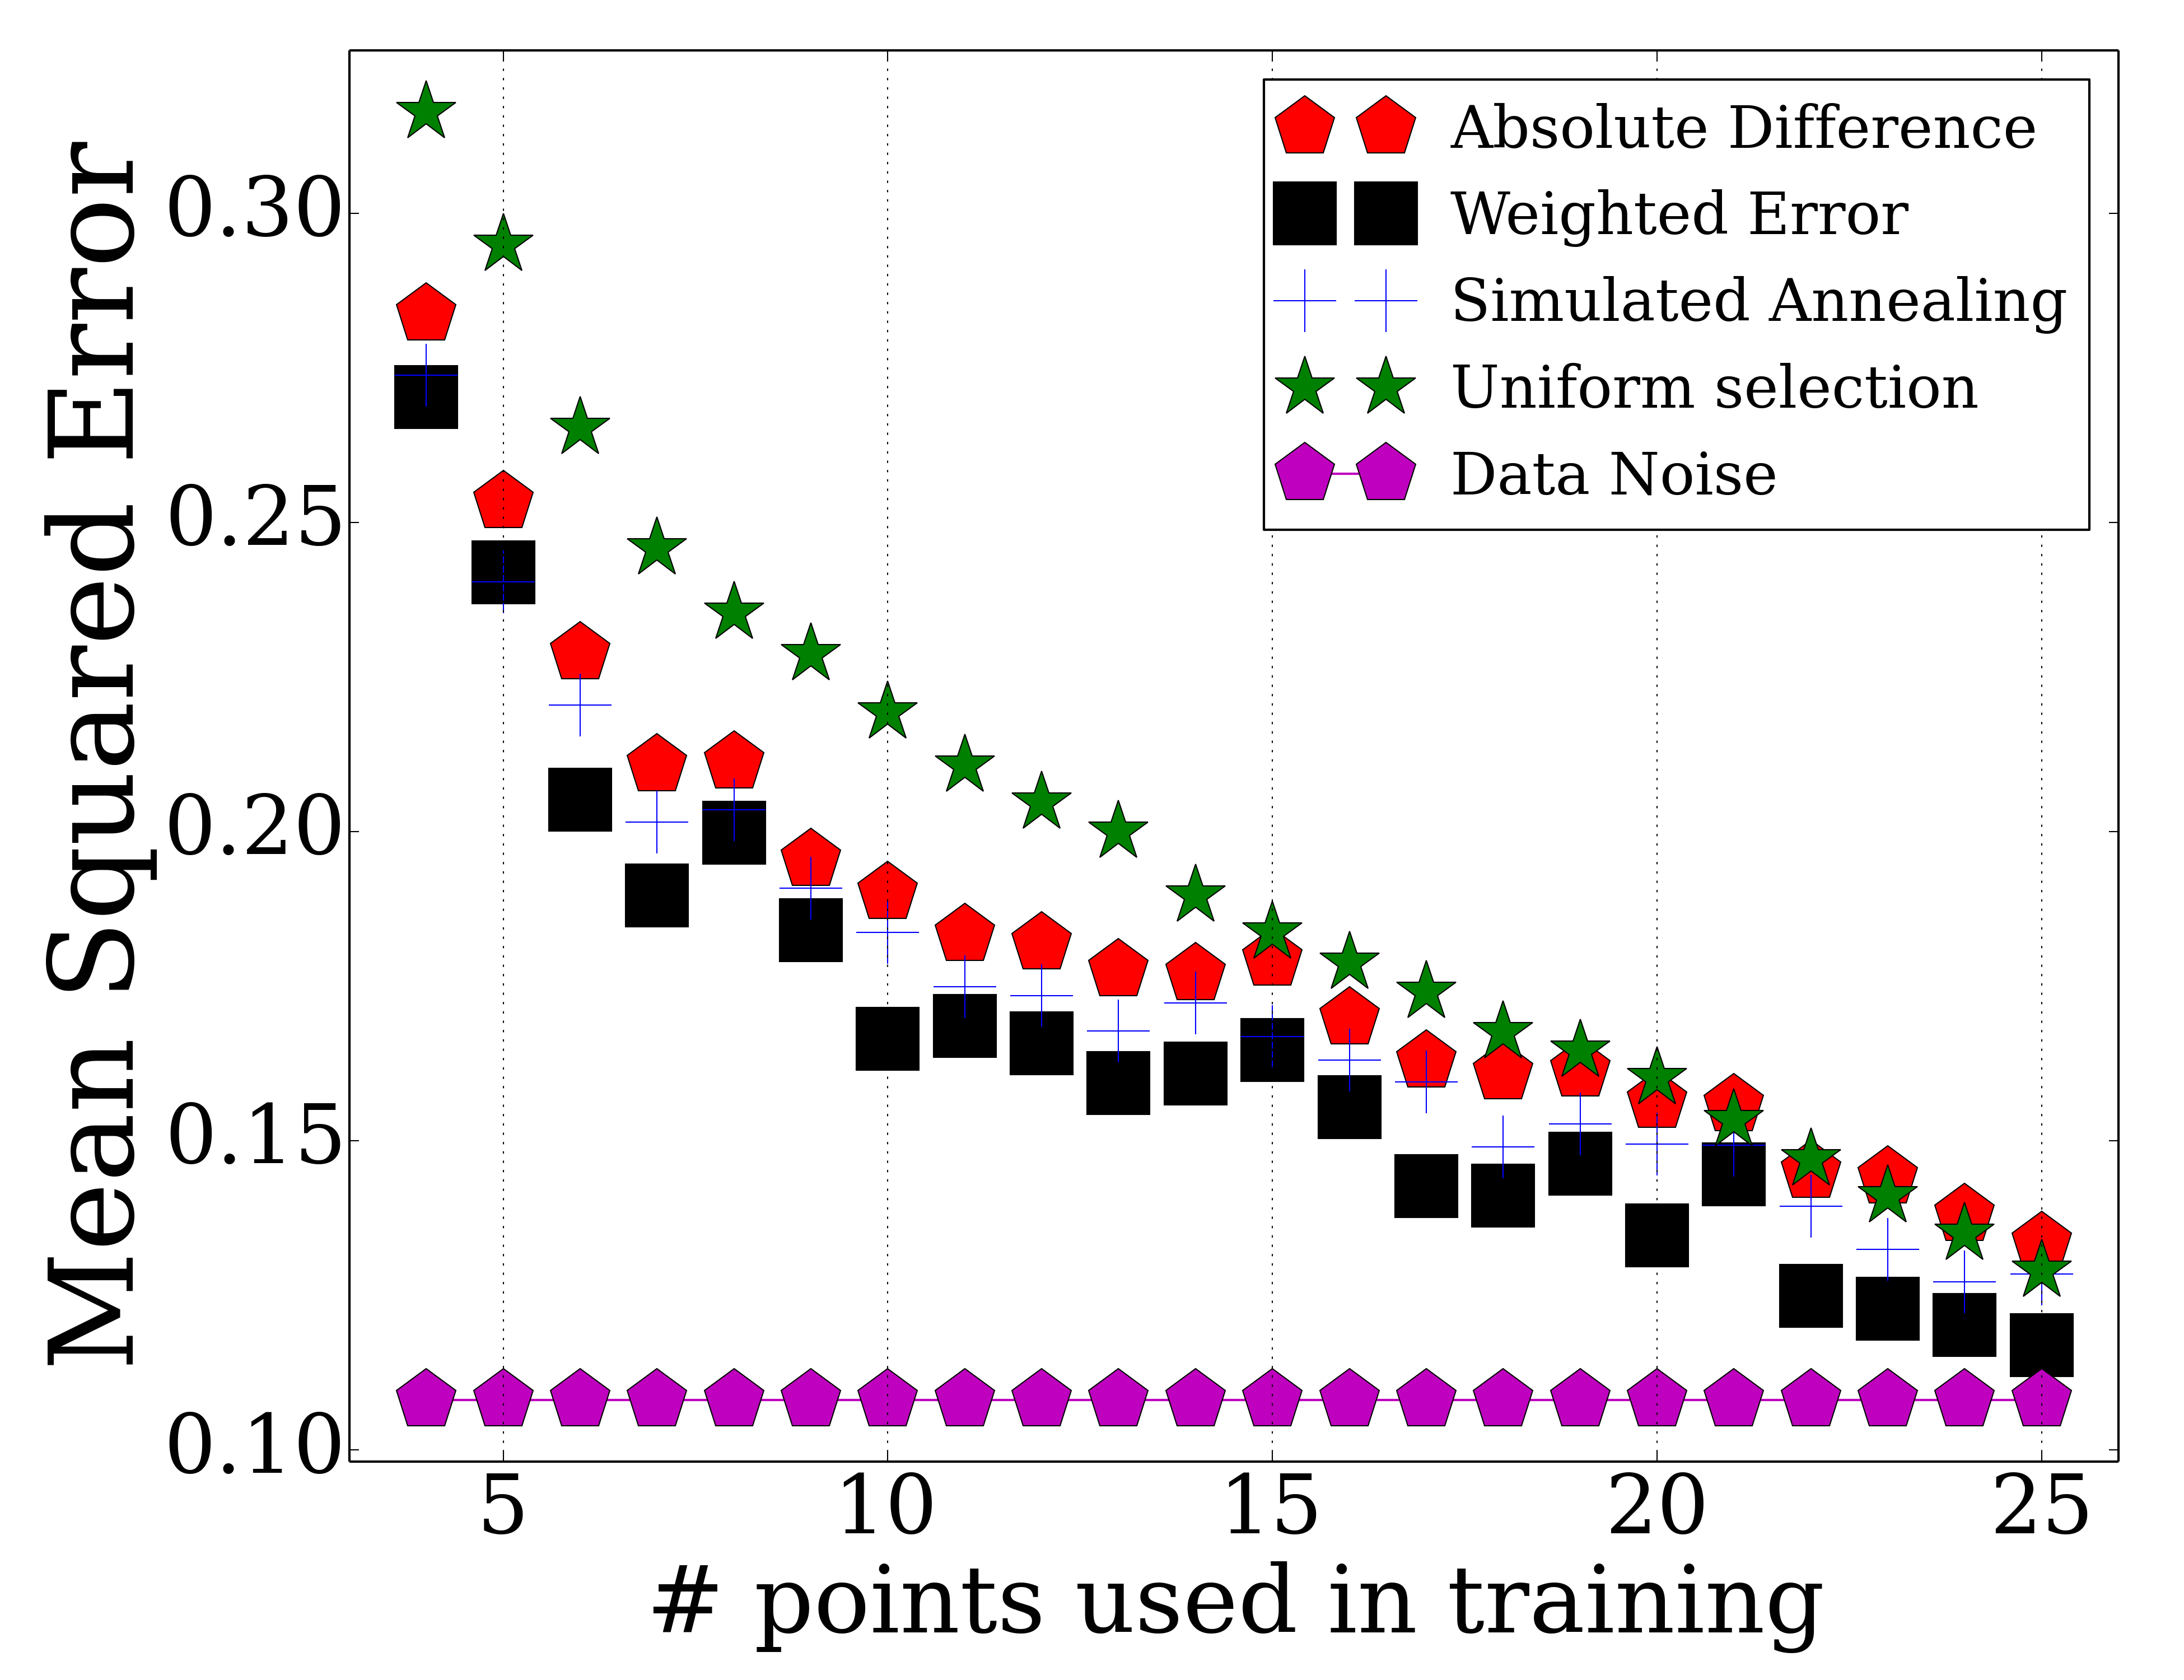 Mean Squared Error
0.30
0.25
0.20
0.15
0.10
5 10 15 20 25
# points used in training
Absolute Difference
Weighted Error
Simulated Annealing
Uniform selection
Data Noise